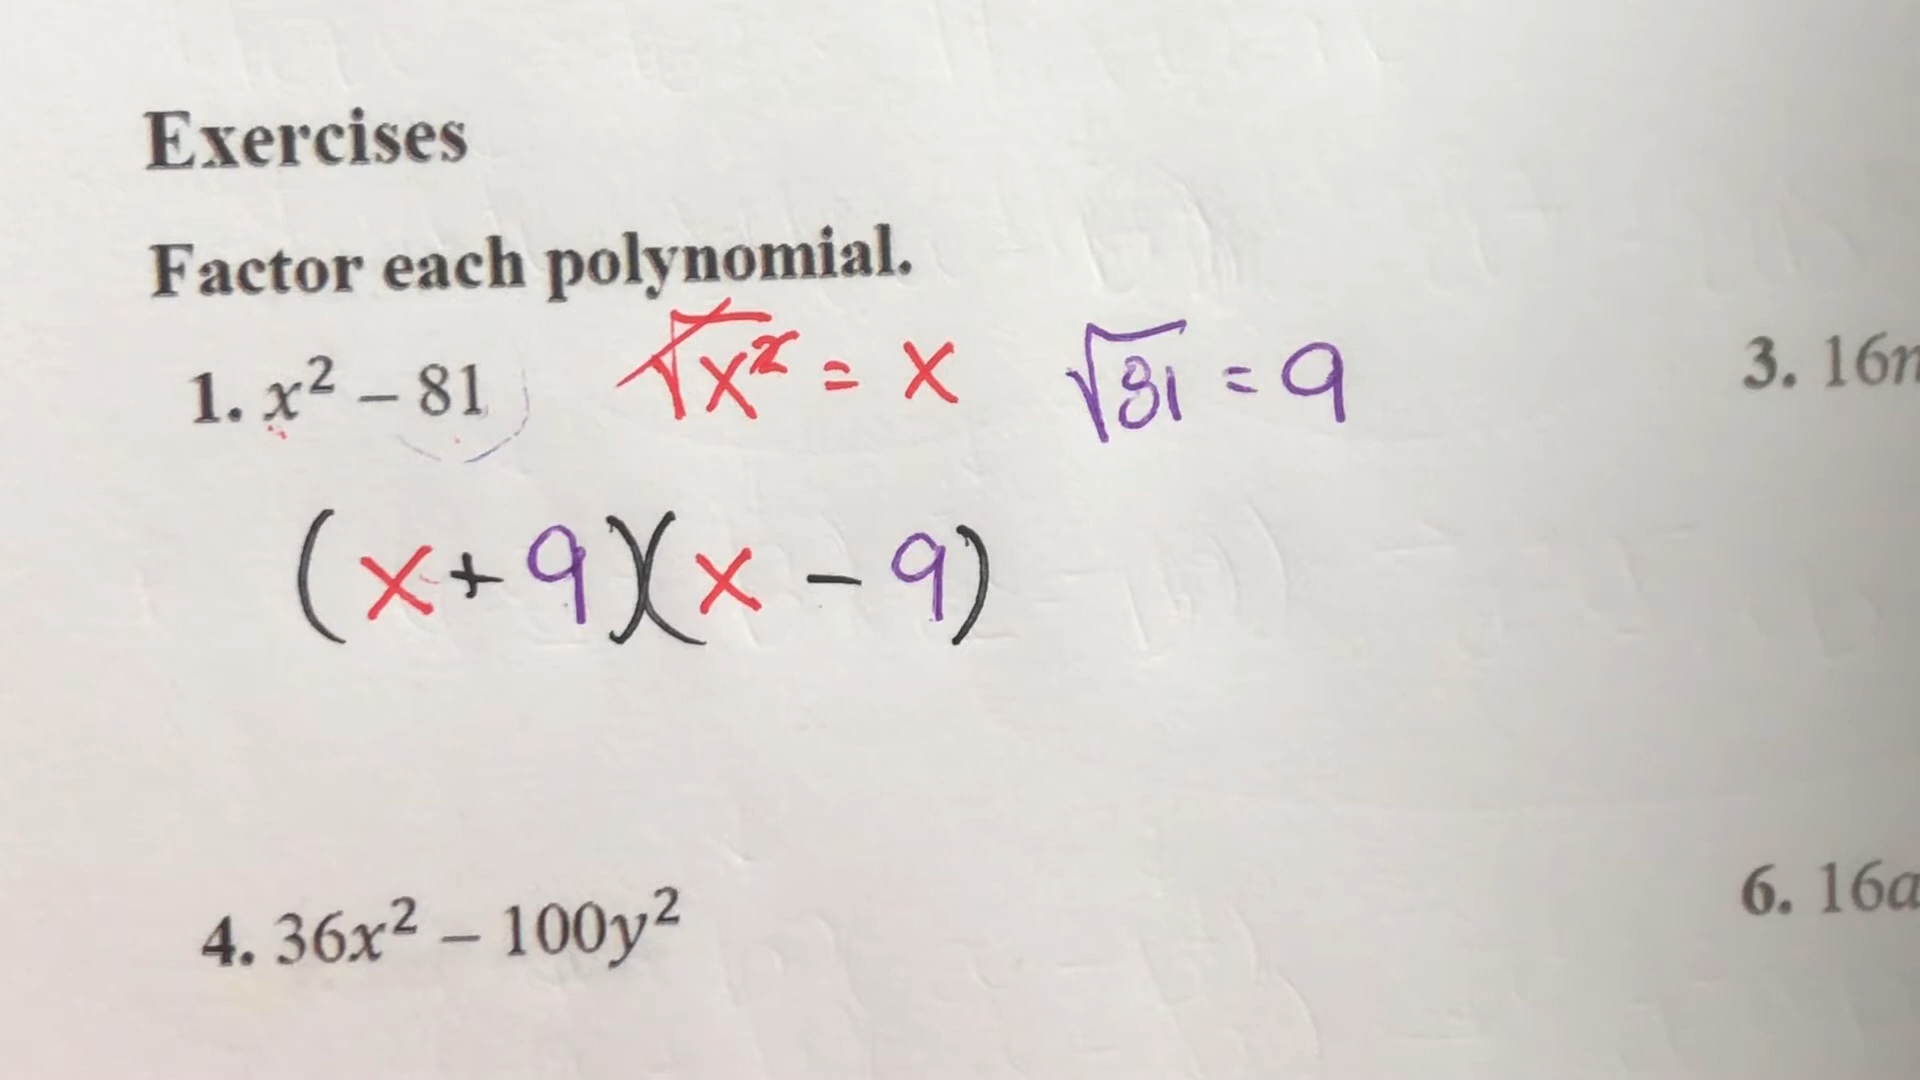 Exercises
Factor each polynomial.
1. x² – 81 √x² = x √81 = 9 3. 16n
(x + 9)(x - 9)
4. 36x² – 100y² 6. 16a